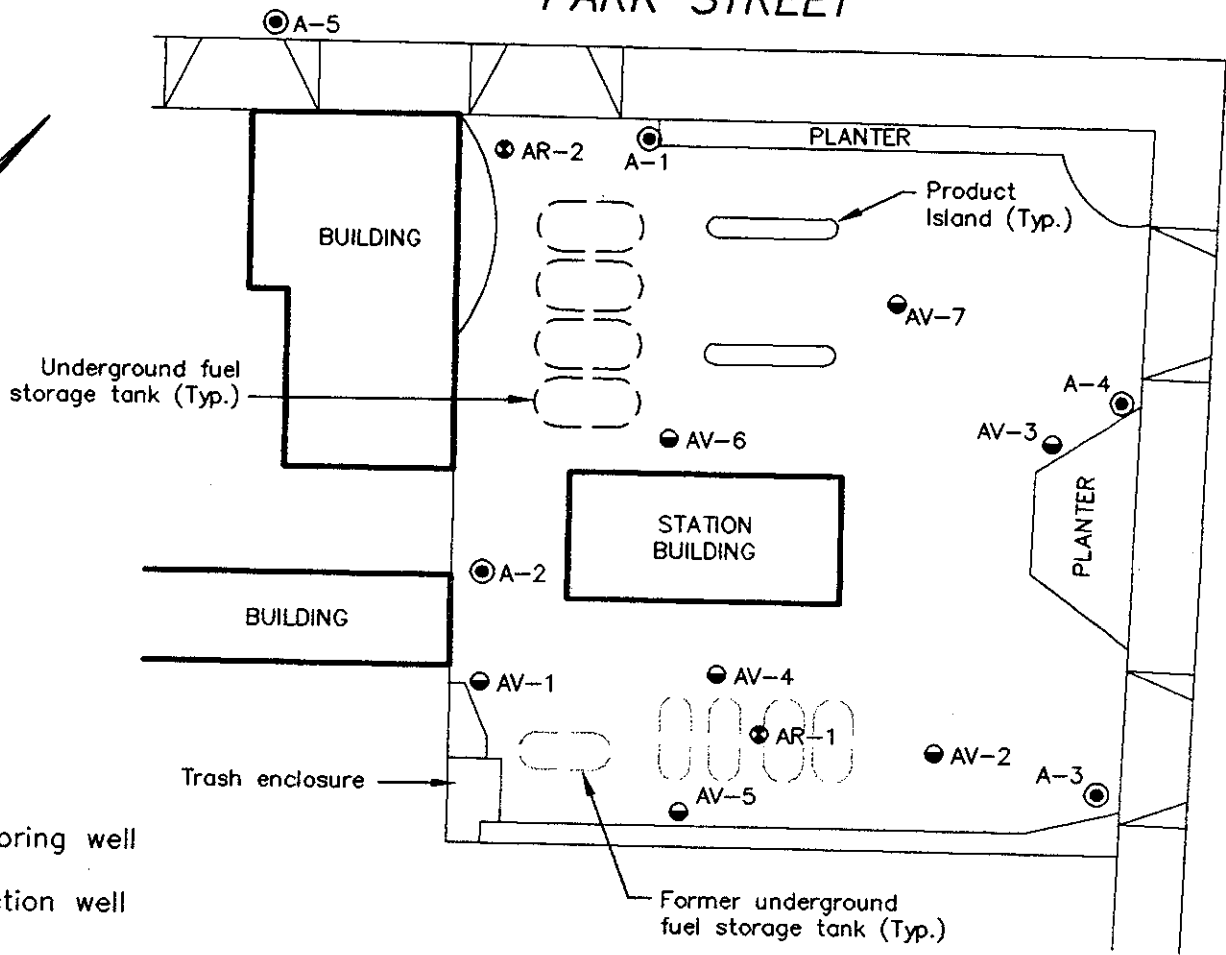 PARK STREET
A-5
AR-2
A-1
PLANTER
Product
Island (Typ.)
BUILDING
AV-7
Underground fuel
storage tank (Typ.)
A-4
AV-3
AV-6
STATION
BUILDING
PLANTER
A-2
BUILDING
AV-1
AV-4
AR-1
AV-2
Trash enclosure
A-3
AV-5
oring well
ction well
Former underground
fuel storage tank (Typ.)